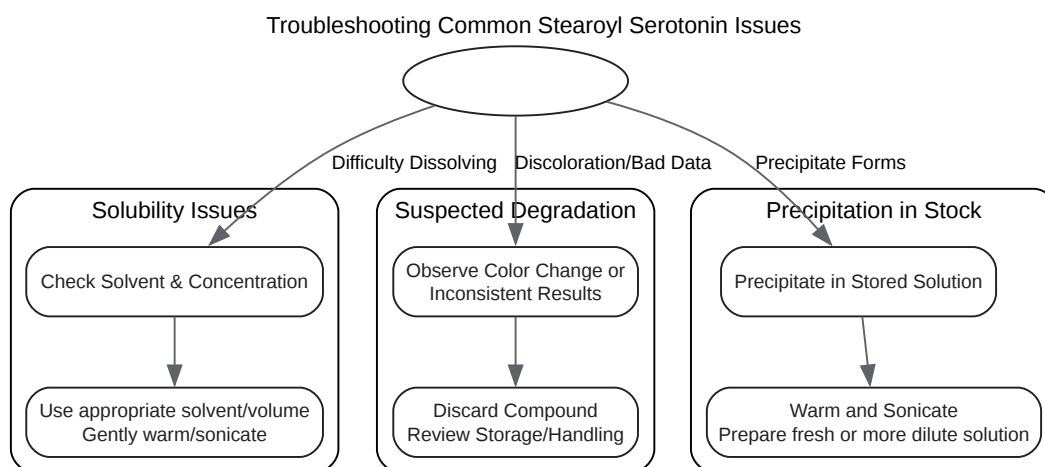 Troubleshooting Common Stearoyl Serotonin Issues
Difficulty Dissolving
Discoloration/Bad Data
Precipitate Forms
Solubility Issues
Check Solvent & Concentration
Use appropriate solvent/volume
Gently warm/sonicate
Suspected Degradation
Observe Color Change or
Inconsistent Results
Discard Compound
Review Storage/Handling
Precipitation in Stock
Precipitate in Stored Solution
Warm and Sonicate
Prepare fresh or more dilute solution